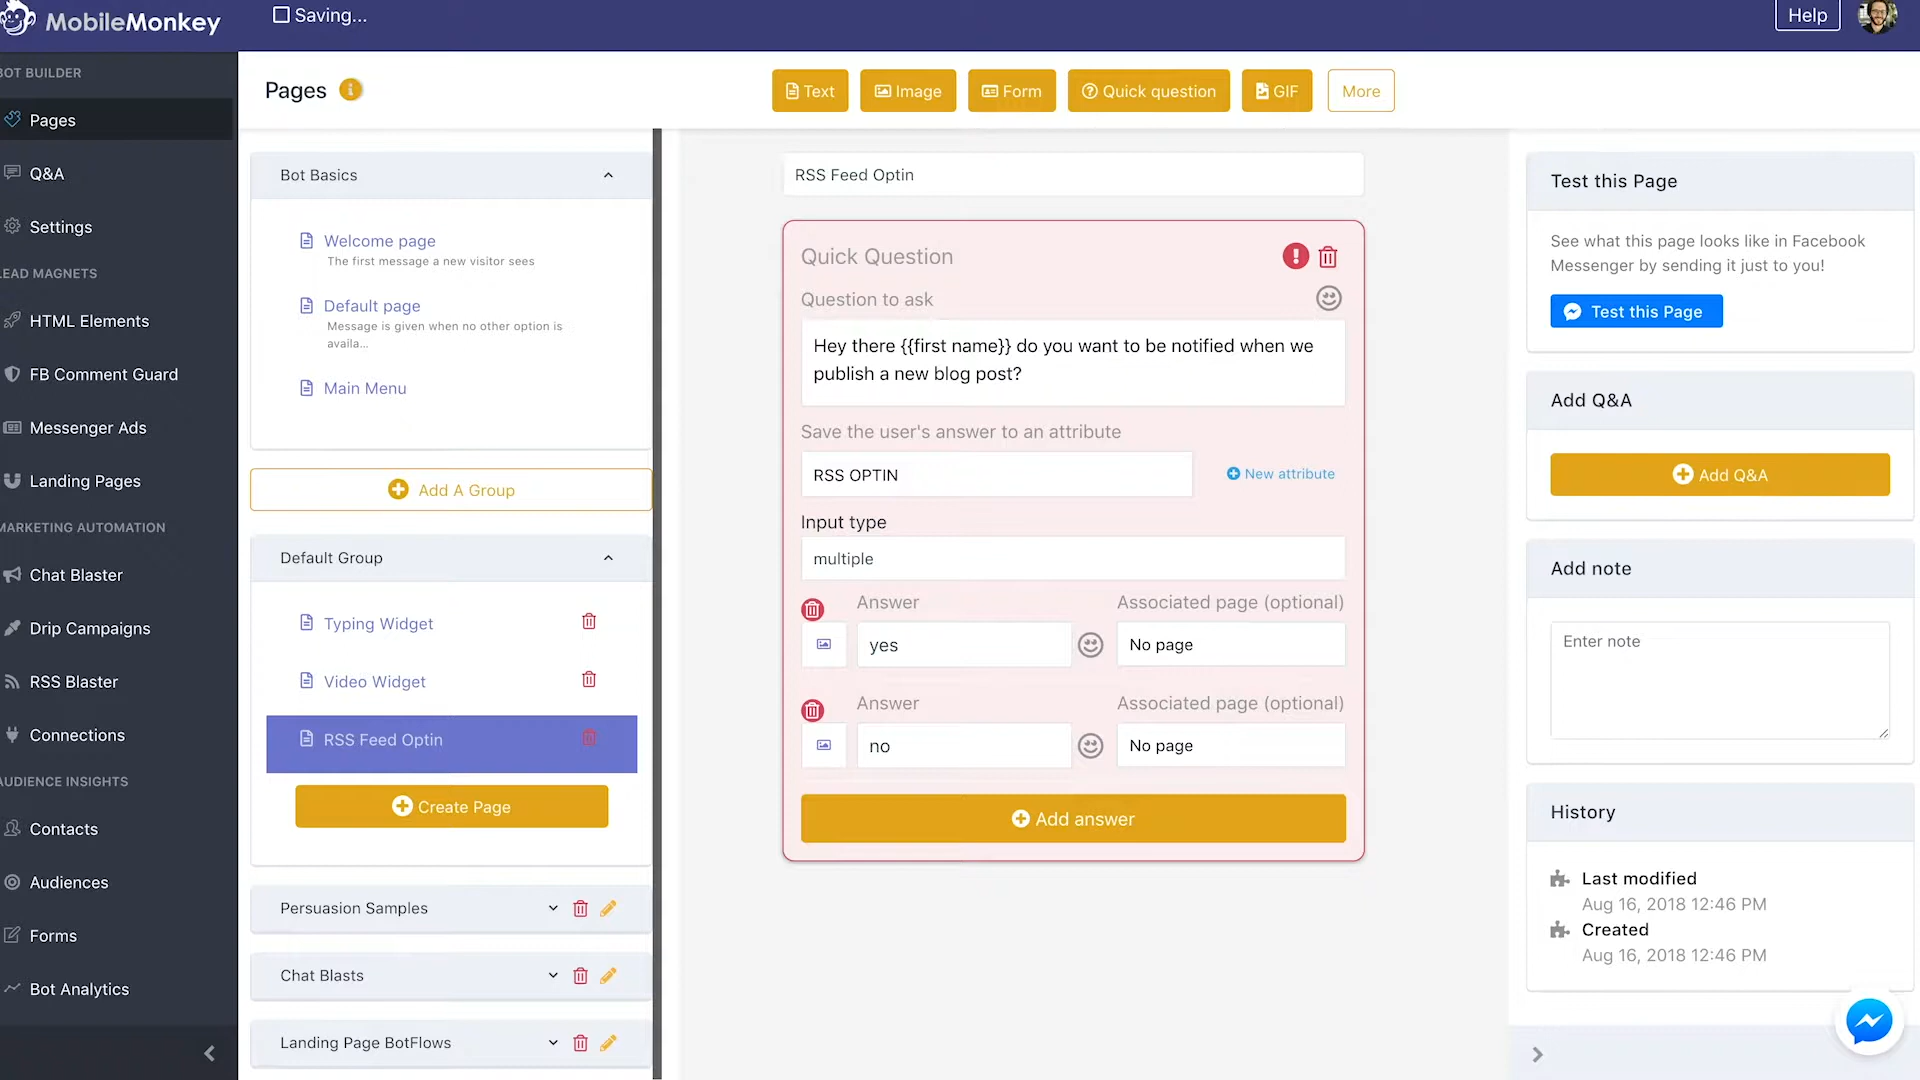 MobileMonkey
Saving...
Help
BOT BUILDER
Pages
Q&A
Settings
LEAD MAGNETS
HTML Elements
FB Comment Guard
Messenger Ads
Landing Pages
MARKETING AUTOMATION
Chat Blaster
Drip Campaigns
RSS Blaster
Connections
AUDIENCE INSIGHTS
Contacts
Audiences
Forms
Bot Analytics
Pages
Text
Image
Form
Quick question
GIF
More
Bot Basics
Welcome page
The first message a new visitor sees
Default page
Message is given when no other option is
availa...
Main Menu
Add A Group
Default Group
Typing Widget
Video Widget
RSS Feed Optin
Create Page
Persuasion Samples
Chat Blasts
Landing Page BotFlows
RSS Feed Optin
Quick Question
Question to ask
Hey there {{first name}} do you want to be notified when we
publish a new blog post?
Save the user's answer to an attribute
RSS OPTIN
New attribute
Input type
multiple
Answer
Associated page (optional)
yes
No page
Answer
Associated page (optional)
no
No page
Add answer
Test this Page
See what this page looks like in Facebook
Messenger by sending it just to you!
Test this Page
Add Q&A
Add Q&A
Add note
Enter note
History
Last modified
Aug 16, 2018 12:46 PM
Created
Aug 16, 2018 12:46 PM